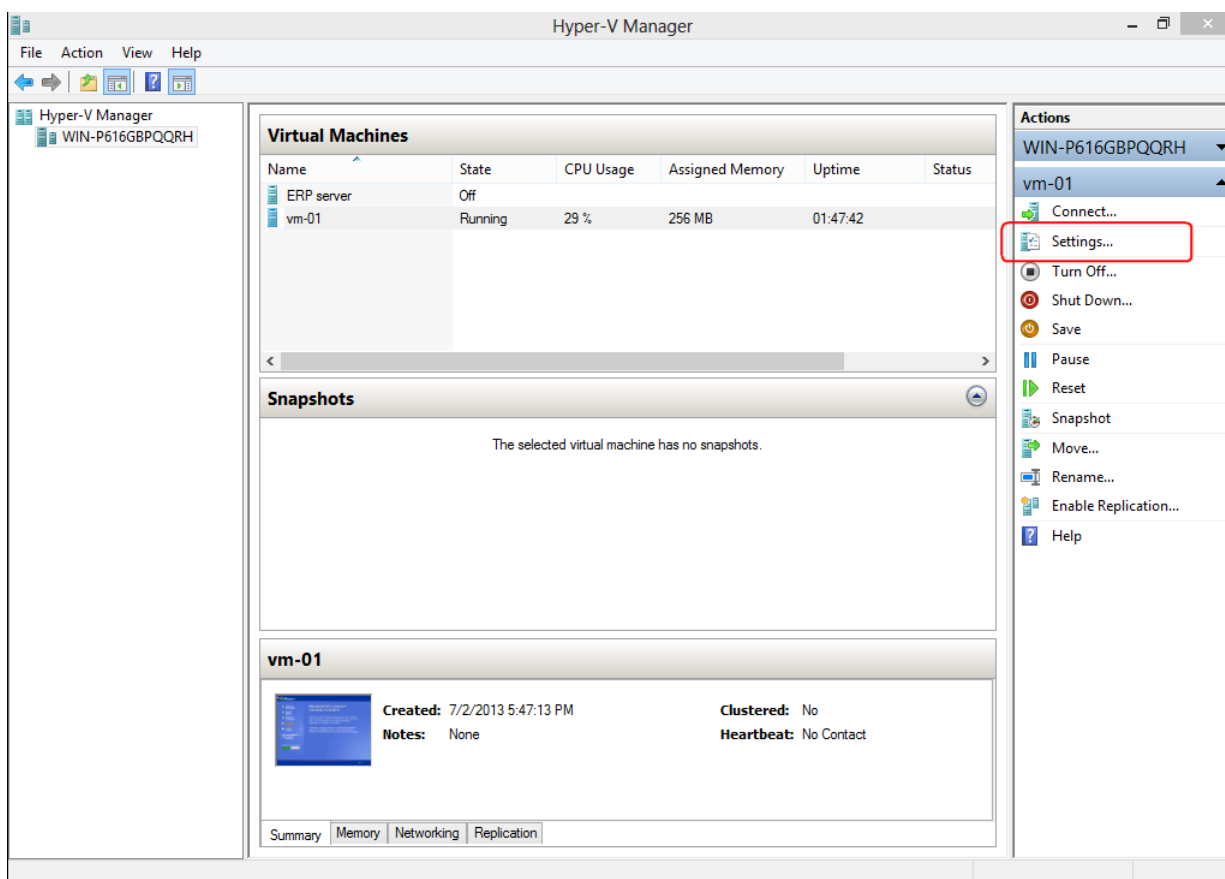 Hyper-V Manager
File Action View Help
Hyper-V Manager
WIN-P616GBPQQRH
Virtual Machines
Name State CPU Usage Assigned Memory Uptime Status
ERP server Off
vm-01 Running 29 % 256 MB 01:47:42
Snapshots
The selected virtual machine has no snapshots.
vm-01
Created: 7/2/2013 5:47:13 PM Clustered: No
Notes: None Heartbeat: No Contact
Summary Memory Networking Replication
Actions
WIN-P616GBPQQRH
vm-01
Connect...
Settings...
Turn Off...
Shut Down...
Save
Pause
Reset
Snapshot
Move...
Rename...
Enable Replication...
Help